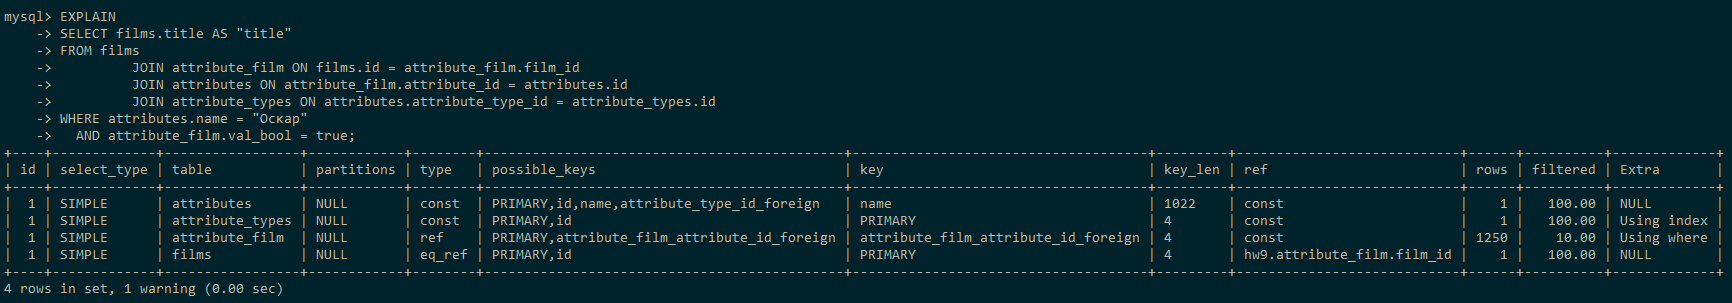 mysql> EXPLAIN
    -> SELECT films.title AS "title"
    -> FROM films
    ->          JOIN attribute_film ON films.id = attribute_film.film_id
    ->          JOIN attributes ON attribute_film.attribute_id = attributes.id
    ->          JOIN attribute_types ON attributes.attribute_type_id = attribute_types.id
    -> WHERE attributes.name = "Оскар"
    ->   AND attribute_film.val_bool = true;
| id | select_type | table           | partitions | type   | possible_keys                            | key                              | key_len | ref                        | rows | filtered | Extra       |
|  1 | SIMPLE      | attributes      | NULL       | const  | PRIMARY,id,name,attribute_type_id_foreign | name                             | 1022    | const                      |    1 |   100.00 | NULL        |
|  1 | SIMPLE      | attribute_types | NULL       | const  | PRIMARY,id                               | PRIMARY                          | 4       | const                      |    1 |   100.00 | Using index |
|  1 | SIMPLE      | attribute_film  | NULL       | ref    | PRIMARY,attribute_film_attribute_id_foreign | attribute_film_attribute_id_foreign | 4       | const                      | 1250 |    10.00 | Using where |
|  1 | SIMPLE      | films           | NULL       | eq_ref | PRIMARY,id                               | PRIMARY                          | 4       | hw9.attribute_film.film_id |    1 |   100.00 | NULL        |
4 rows in set, 1 warning (0.00 sec)